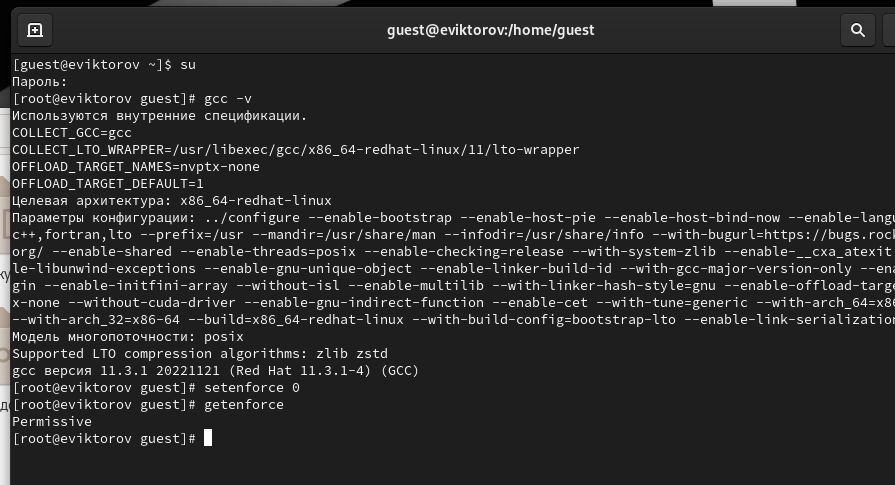 guest@eviktorov:/home/guest
[guest@eviktorov ~]$ su
Пароль:
[root@eviktorov guest]# gcc -v
Используются внутренние спецификации.
COLLECT_GCC=gcc
COLLECT_LTO_WRAPPER=/usr/libexec/gcc/x86_64-redhat-linux/11/lto-wrapper
OFFLOAD_TARGET_NAMES=nvptx-none
OFFLOAD_TARGET_DEFAULT=1
Целевая архитектура: x86_64-redhat-linux
Параметры конфигурации: ../configure --enable-bootstrap --enable-host-pie --enable-host-bind-now --enable-langu
c++,fortran,lto --prefix=/usr --mandir=/usr/share/man --infodir=/usr/share/info --with-bugurl=https://bugs.rock
org/ --enable-shared --enable-threads=posix --enable-checking=release --with-system-zlib --enable-__cxa_atexit
le-libunwind-exceptions --enable-gnu-unique-object --enable-linker-build-id --with-gcc-major-version-only --ena
gin --enable-initfini-array --without-isl --enable-multilib --with-linker-hash-style=gnu --enable-offload-targe
x-none --without-cuda-driver --enable-gnu-indirect-function --enable-cet --with-tune=generic --with-arch_64=x86
--with-arch_32=x86-64 --build=x86_64-redhat-linux --with-build-config=bootstrap-lto --enable-link-serialization
Модель многопоточности: posix
Supported LTO compression algorithms: zlib zstd
gcc версия 11.3.1 20221121 (Red Hat 11.3.1-4) (GCC)
[root@eviktorov guest]# setenforce 0
[root@eviktorov guest]# getenforce
Permissive
[root@eviktorov guest]#